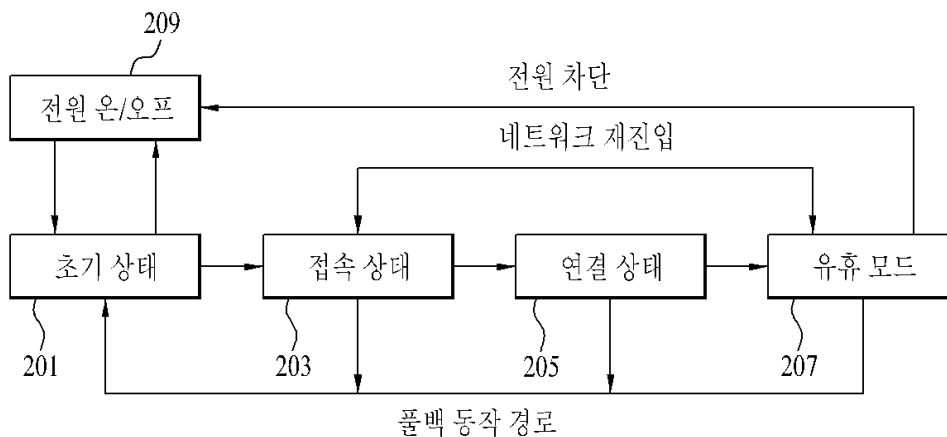 209
전원 차단
전원 온/오프
네트워크 재진입
초기 상태
접속 상태
연결 상태
유휴 모드
201
203
205
207
풀백 동작 경로